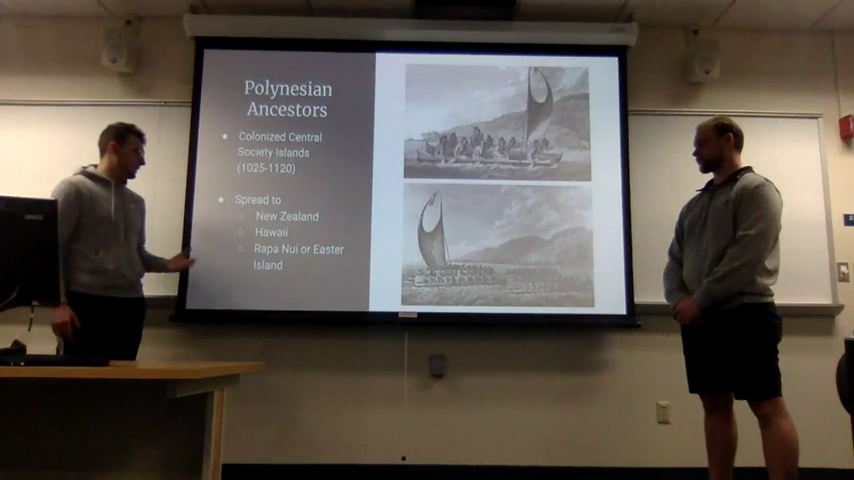 Polynesian
Ancestors
Colonized Central
Society Islands
(1025-1120)
Spread to
New Zealand
Hawaii
Rapa Nui or Easter
Island